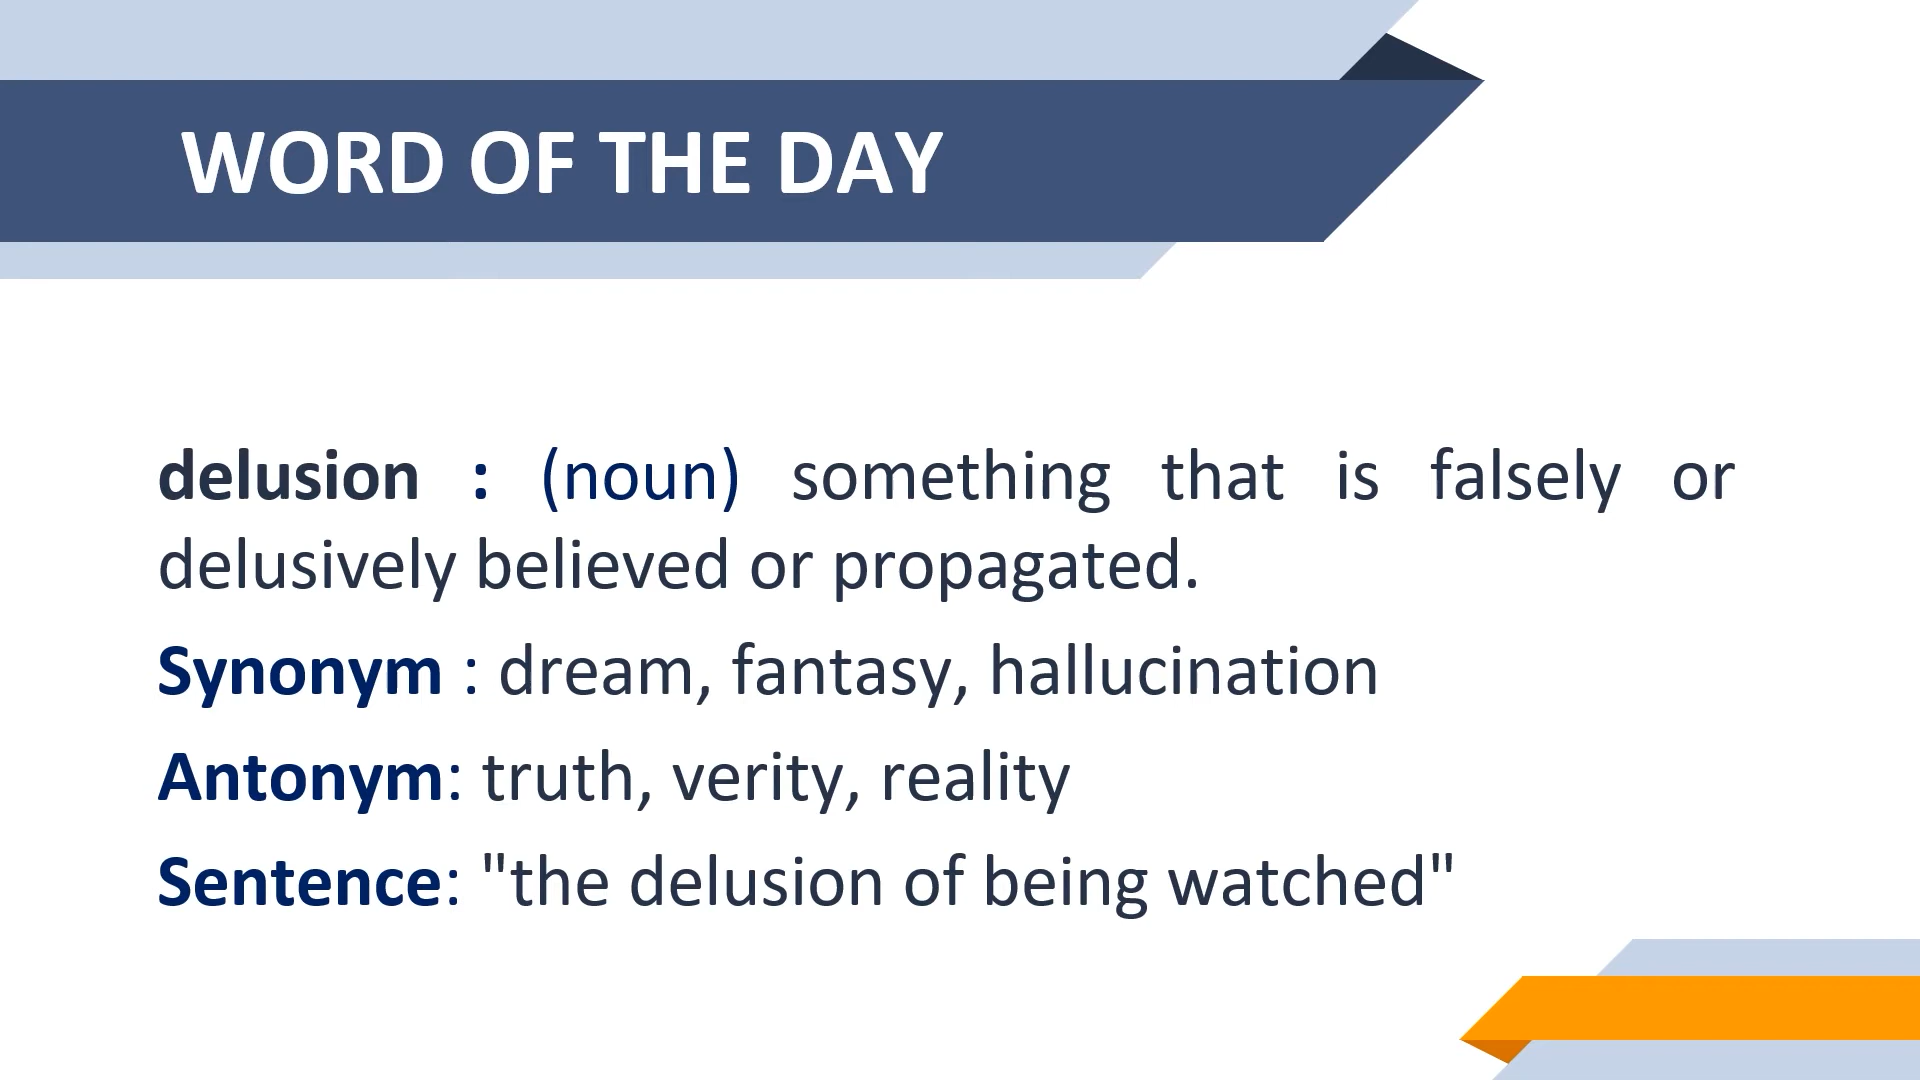 WORD OF THE DAY
delusion : (noun) something that is falsely or
delusively believed or propagated.
Synonym : dream, fantasy, hallucination
Antonym: truth, verity, reality
Sentence: "the delusion of being watched"